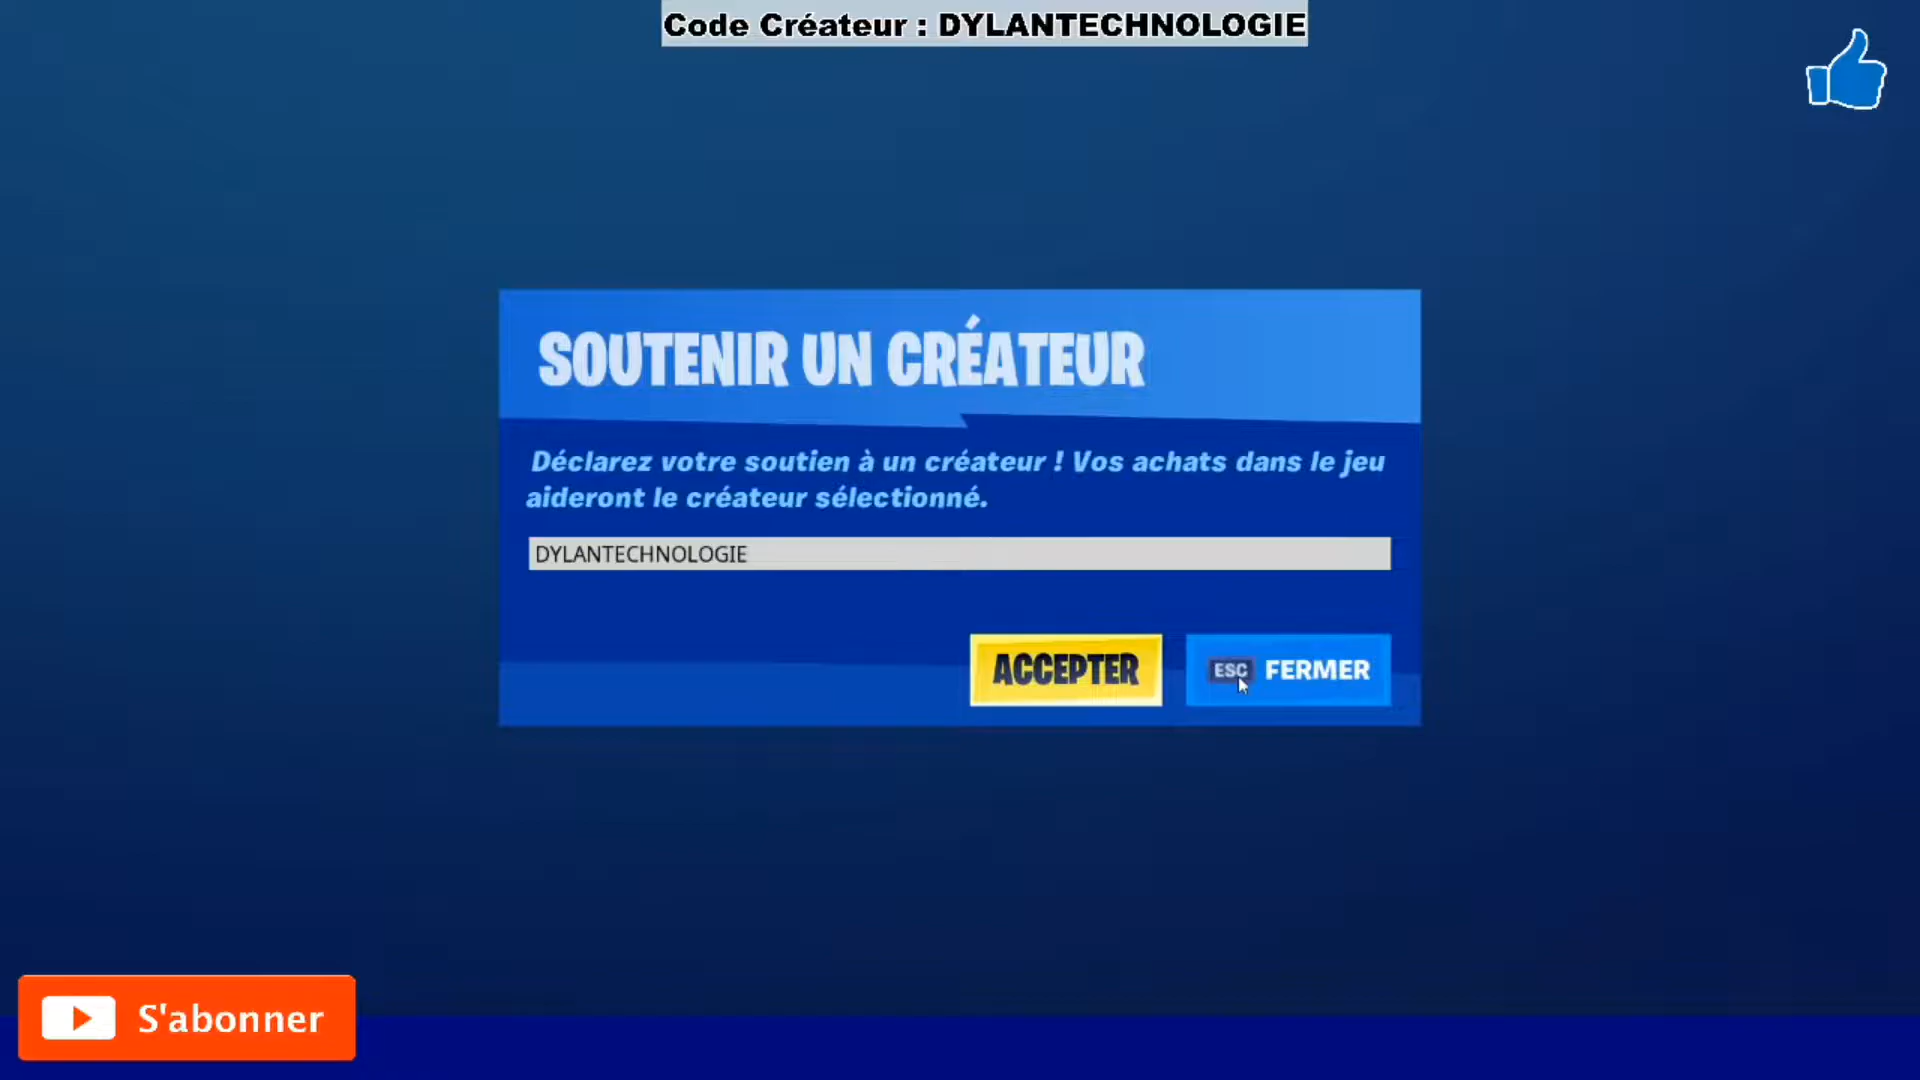 Code Créateur : DYLANTECHNOLOGIE
SOUTENIR UN CRÉATEUR
Déclarez votre soutien à un créateur ! Vos achats dans le jeu
aideront le créateur sélectionné.
DYLANTECHNOLOGIE
ACCEPTER
ESC FERMER
S'abonner